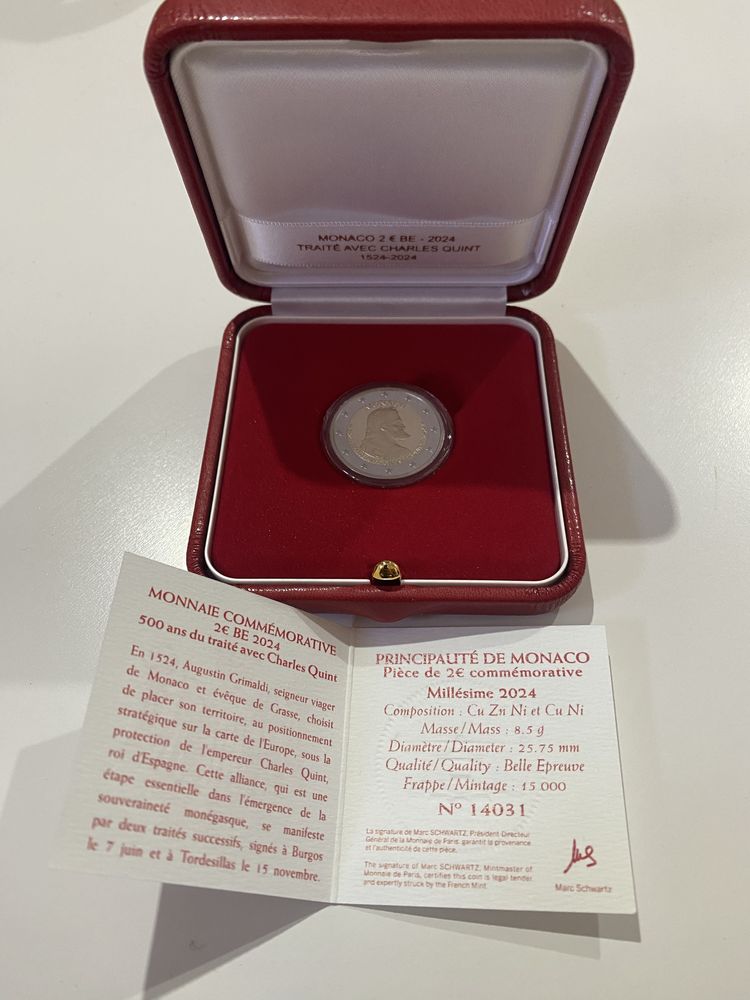 MONACO 2 € BE - 2024
TRAITÉ AVEC CHARLES QUINT
1524-2024
MONNAIE COMMÉMORATIVE
2€ BE 2024
500 ans du traité avec Charles Quint
En 1524, Augustin Grimaldi, seigneur viager
de Monaco et évêque de Grasse, choisit
de placer son territoire, au positionnement
stratégique sur la carte de l'Europe, sous la
protection de l'empereur Charles Quint,
roi d'Espagne. Cette alliance, qui est une
étape essentielle dans l'émergence de la
souveraineté monégasque, se manifeste
par deux traités successifs, signés à Burgos
le 7 juin et à Tordesillas le 15 novembre.
PRINCIPAUTÉ DE MONACO
Pièce de 2€ commémorative
Millésime 2024
Composition : Cu Zn Ni et Cu Ni
Masse/Mass : 8.5 g
Diamètre/Diameter : 25.75 mm
Qualité/Quality : Belle Epreuve
Frappe/Mintage : 15 000
N° 14031
La signature de Marc SCHWARTZ, Président-Directeur
Général de la Monnaie de Paris, garantit la provenance
et l'authenticité de cette pièce.
The signature of Marc SCHWARTZ, Mintmaster of
Monnaie de Paris, certifies this coin is legal tender
and expertly struck by the French Mint.
Marc Schwartz